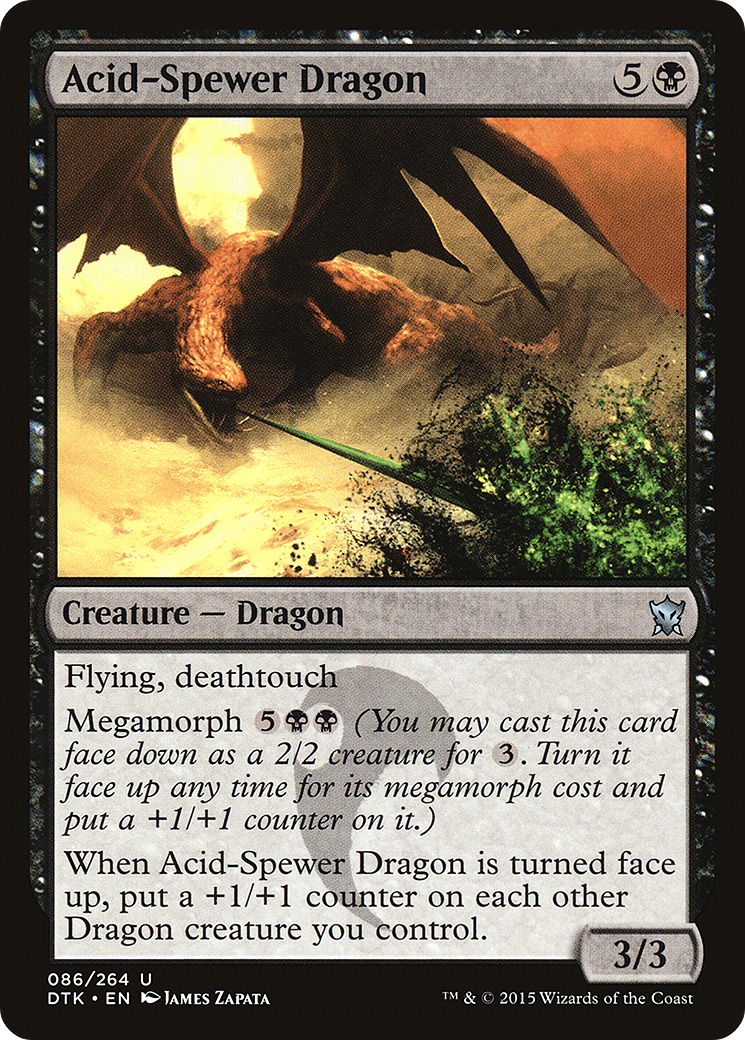 Acid-Spewer Dragon 5
Creature — Dragon
Flying, deathtouch
Megamorph 5 (You may cast this card
face down as a 2/2 creature for 3. Turn it
face up any time for its megamorph cost and
put a +1/+1 counter on it.)
When Acid-Spewer Dragon is turned face
up, put a +1/+1 counter on each other
Dragon creature you control.
3/3
086/264 U
DTK • EN James Zapata
™ & © 2015 Wizards of the Coast